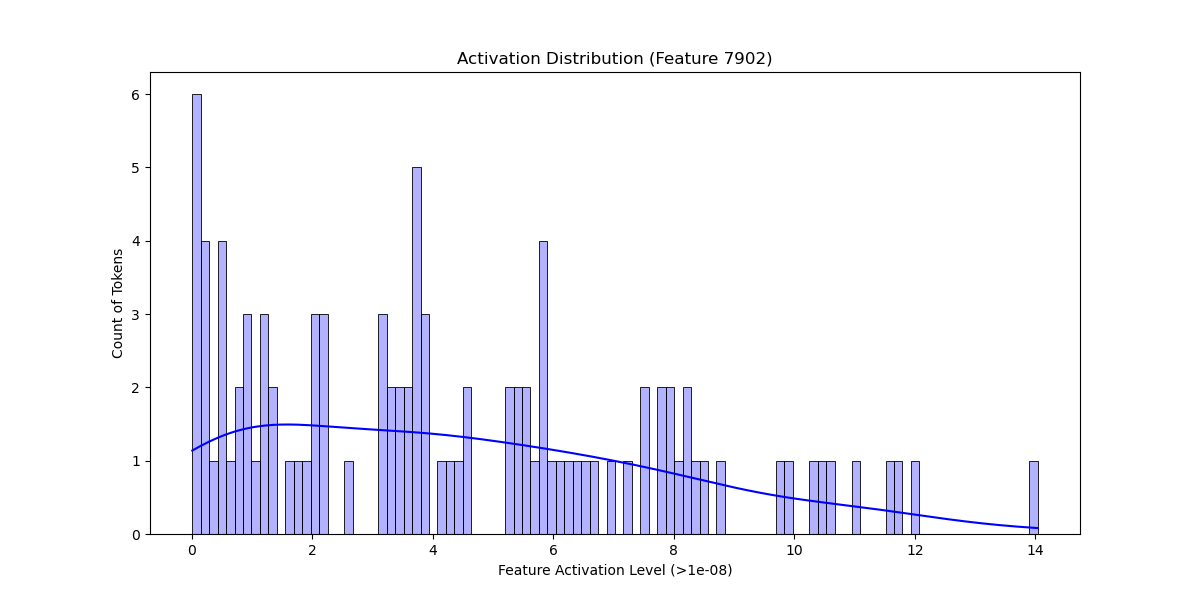 Activation Distribution (Feature 7902)
Count of Tokens
6
5
4
3
2
1
0
0 2 4 6 8 10 12 14
Feature Activation Level (>1e-08)